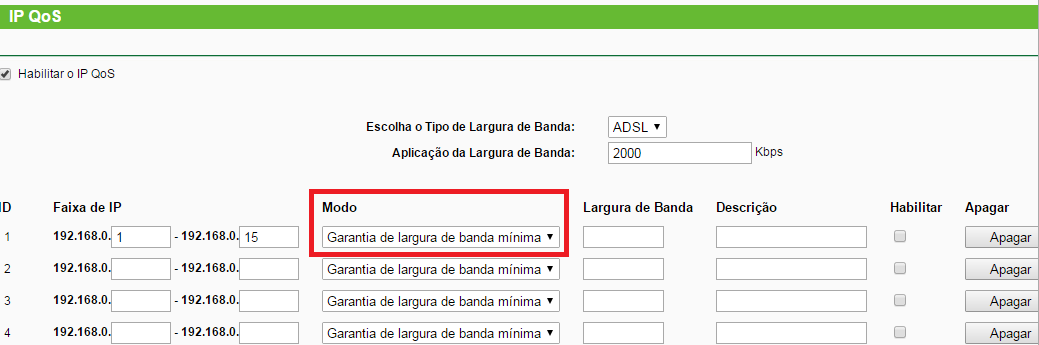 IP QoS
Habilitar o IP QoS
Escolha o Tipo de Largura de Banda: ADSL
Aplicação da Largura de Banda: 2000 Kbps
ID Faixa de IP Modo Largura de Banda Descrição Habilitar Apagar
1 192.168.0. 1 - 192.168.0. 15 Garantia de largura de banda mínima Apagar
2 192.168.0. - 192.168.0. Garantia de largura de banda mínima Apagar
3 192.168.0. - 192.168.0. Garantia de largura de banda mínima Apagar
4 192.168.0. - 192.168.0. Garantia de largura de banda mínima Apagar